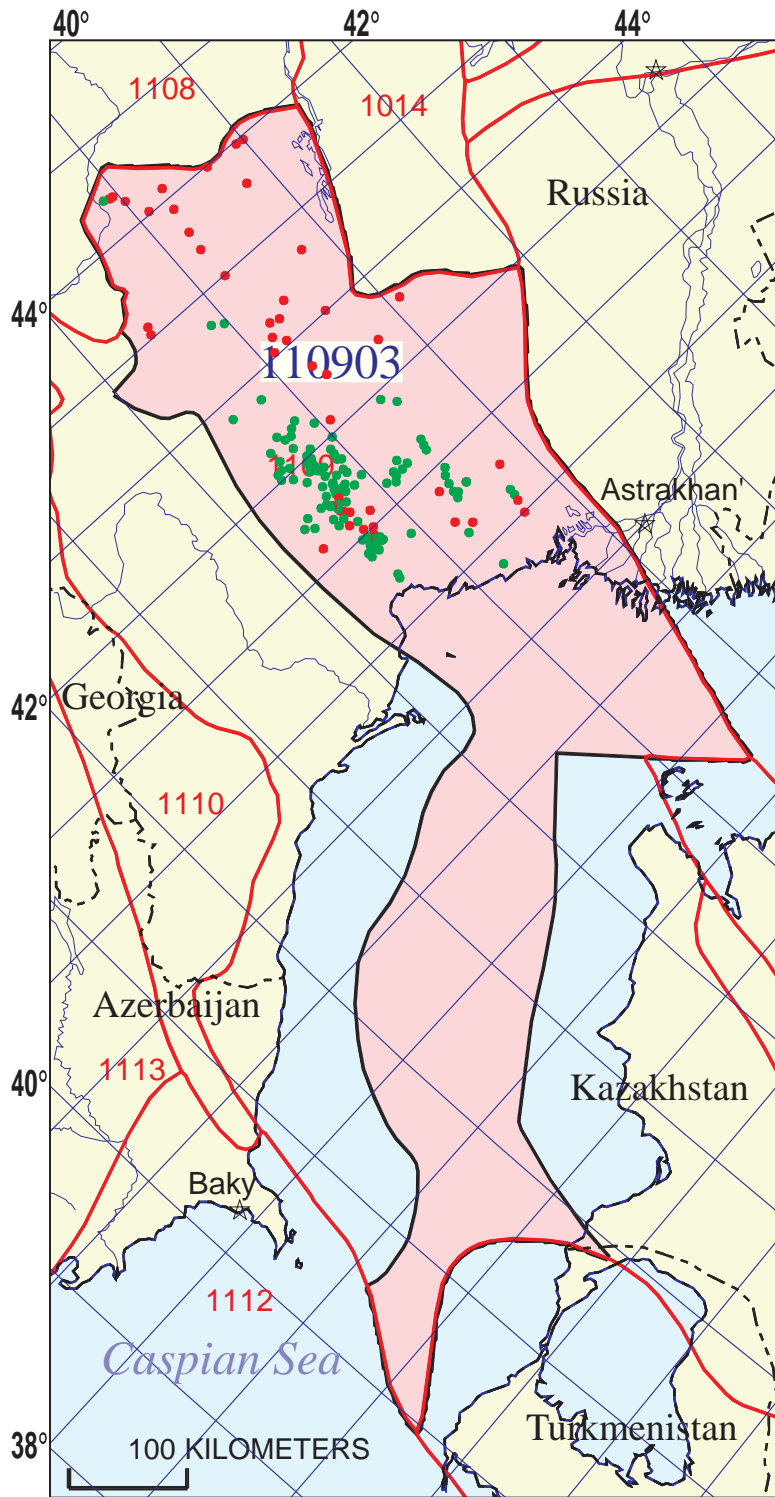 40°
42°
44°
1108
1014
Russia
44°
110903
1109
Astrakhan'
Georgia
42°
1110
Azerbaijan
1113
40°
Kazakhstan
Baky
1112
Caspian Sea
Turkmenistan
38°
100 KILOMETERS